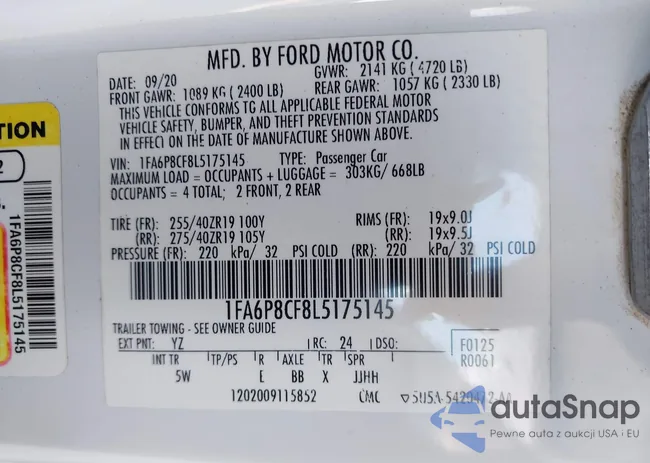 MFD. BY FORD MOTOR CO.
DATE: 09/20 GVWR: 2141 KG (4720 LB)
FRONT GAWR: 1089 KG (2400 LB) REAR GAWR: 1057 KG (2330 LB)
THIS VEHICLE CONFORMS TO ALL APPLICABLE FEDERAL MOTOR
VEHICLE SAFETY, BUMPER, AND THEFT PREVENTION STANDARDS
IN EFFECT ON THE DATE OF MANUFACTURE SHOWN ABOVE.
VIN: 1FA6P8CF8L5175145 TYPE: Passenger Car
MAXIMUM LOAD = OCCUPANTS + LUGGAGE = 303KG/ 668LB
OCCUPANTS = 4 TOTAL; 2 FRONT, 2 REAR
TIRE (FR): 255/40ZR19 100Y RIMS (FR): 19x9.0J
(RR): 275/40ZR19 105Y (RR): 19x9.5J
PRESSURE (FR): 220 kPa/ 32 PSI COLD (RR): 220 kPa/ 32 PSI COLD
1FA6P8CF8L5175145
TRAILER TOWING - SEE OWNER GUIDE
EXT PNT: YZ RC: 24 DSO: F0125
R0061
INT TR TP/PS R AXLE TR SPR
5W E BB X JJHH
1202009115852 CMC
TION
2
1FA6P8CF8L5175145
autaSnap
Pewne auta z aukcji USA i EU